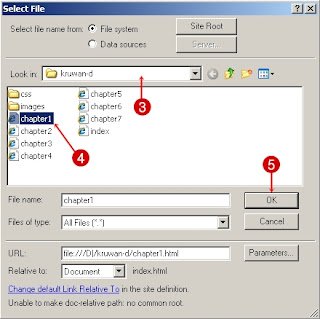 Select File
Select file name from: File system
Data sources
Site Root
Server...
Look in: kruwan-d
3
css
images
chapter1
chapter2
chapter3
chapter4
chapter5
chapter6
chapter7
index
4
5
File name: chapter1
OK
Files of type: All Files (*.*)
Cancel
URL: file:///D|/kruwan-d/chapter1.html
Parameters...
Relative to: Document index.html
Change default Link Relative To in the site definition.
Unable to make doc-relative path: no common root.